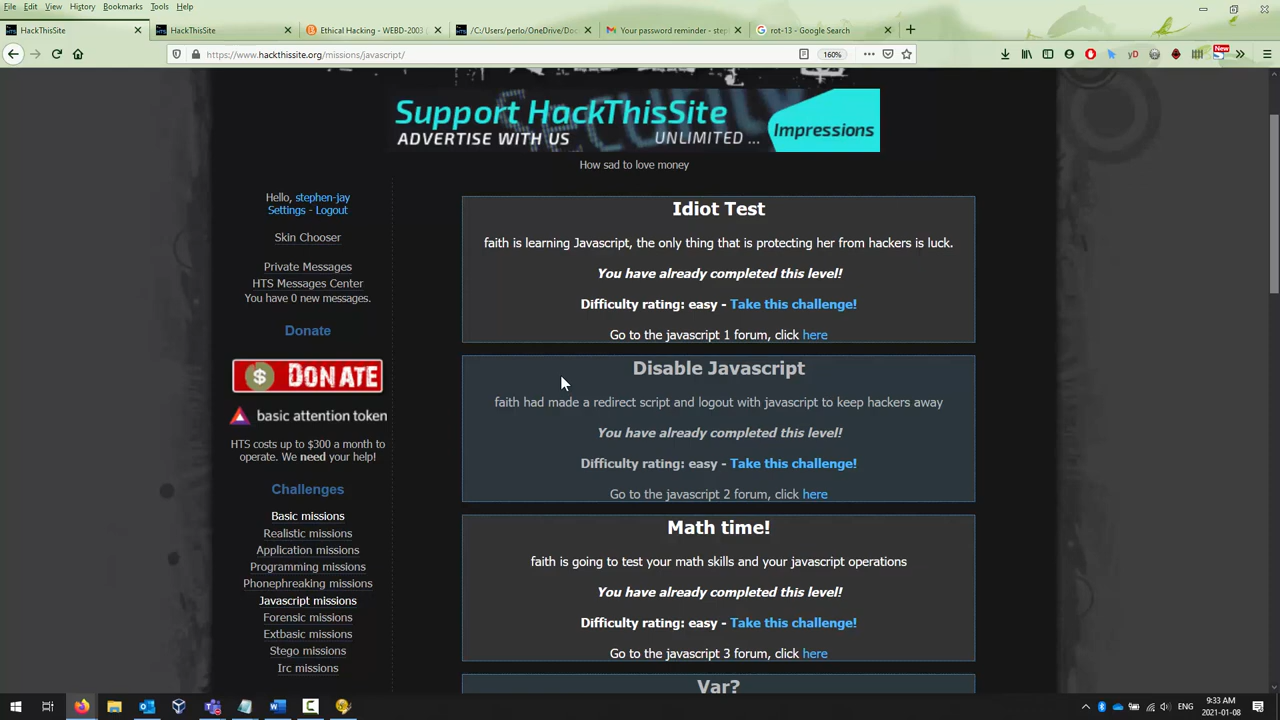 File Edit View History Bookmarks Tools Help
HackThisSite
HackThisSite
Ethical Hacking - WEBD-2003 (
/C:/Users/perlo/OneDrive/Doc
Your password reminder - step
rot-13 - Google Search
https://www.hackthissite.org/missions/javascript/
160%
New
Support HackThisSite
ADVERTISE WITH US UNLIMITED ... Impressions
How sad to love money
Hello, stephen-jay
Settings - Logout
Skin Chooser
Private Messages
HTS Messages Center
You have 0 new messages.
Donate
$ DONATE
basic attention token
HTS costs up to $300 a month to
operate. We need your help!
Challenges
Basic missions
Realistic missions
Application missions
Programming missions
Phonephreaking missions
Javascript missions
Forensic missions
Extbasic missions
Stego missions
Irc missions
Idiot Test
faith is learning Javascript, the only thing that is protecting her from hackers is luck.
You have already completed this level!
Difficulty rating: easy - Take this challenge!
Go to the javascript 1 forum, click here
Disable Javascript
faith had made a redirect script and logout with javascript to keep hackers away
You have already completed this level!
Difficulty rating: easy - Take this challenge!
Go to the javascript 2 forum, click here
Math time!
faith is going to test your math skills and your javascript operations
You have already completed this level!
Difficulty rating: easy - Take this challenge!
Go to the javascript 3 forum, click here
Var?
ENG
9:33 AM
2021-01-08